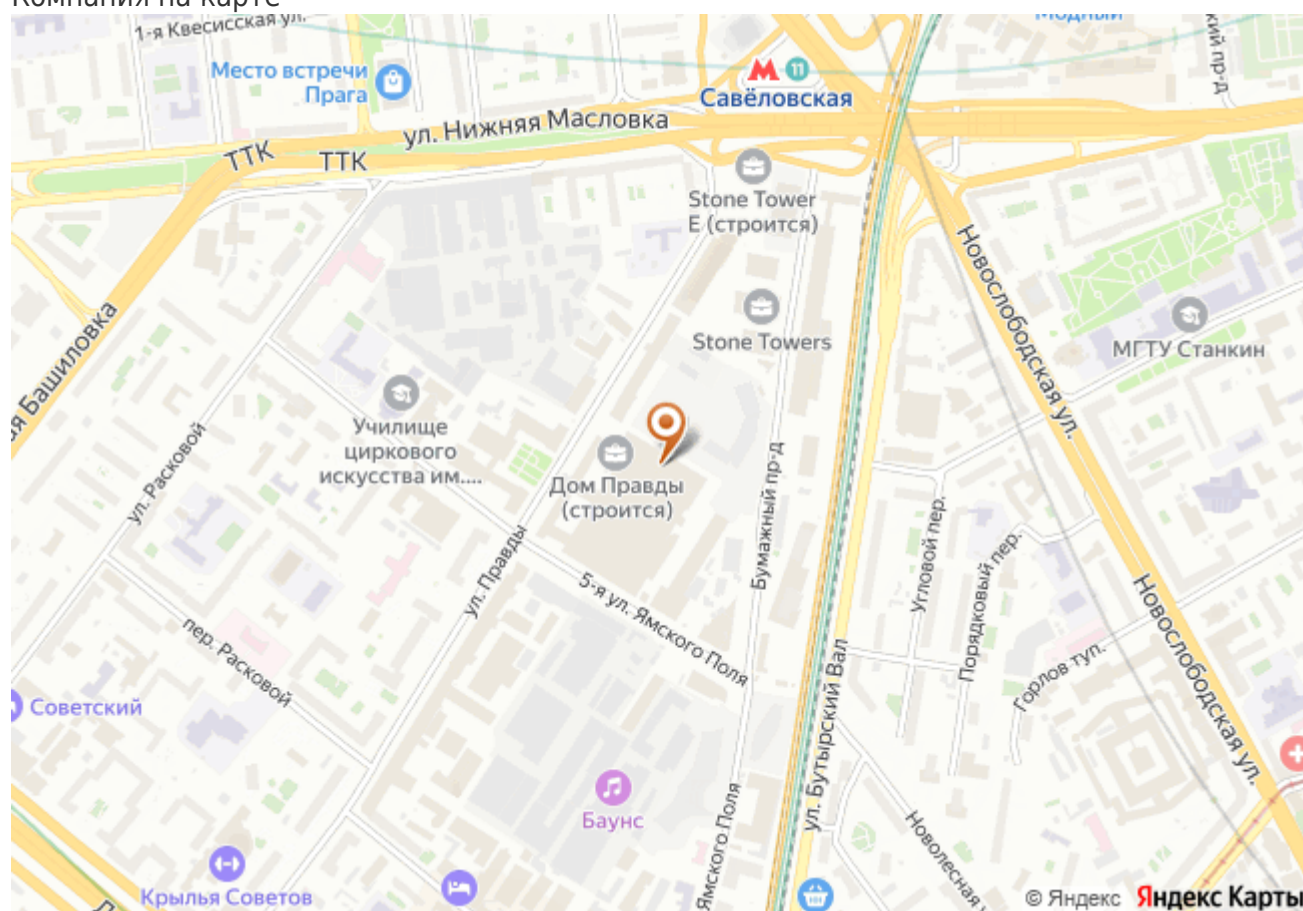 Компания на карте
1-я Квесисская ул.
Модный
Место встречи
Прага
М 11
Савёловская
ул. Нижняя Масловка
ТТК
ТТК
Stone Tower
E (строится)
Новослободская ул.
Stone Towers
МГТУ Станкин
Училище
циркового
искусства им....
ул. Расковой
Дом Правды
(строится)
Бумажный пр-д
ул. Правды
5-я ул. Ямского Поля
Угловой пер.
Порядковый пер.
Новослободская ул.
Горлов туп.
пер. Расковой
Советский
ул. Бутырский Вал
Баунс
Ямского Поля
Новолесная
Крылья Советов
© Яндекс Яндекс Карты